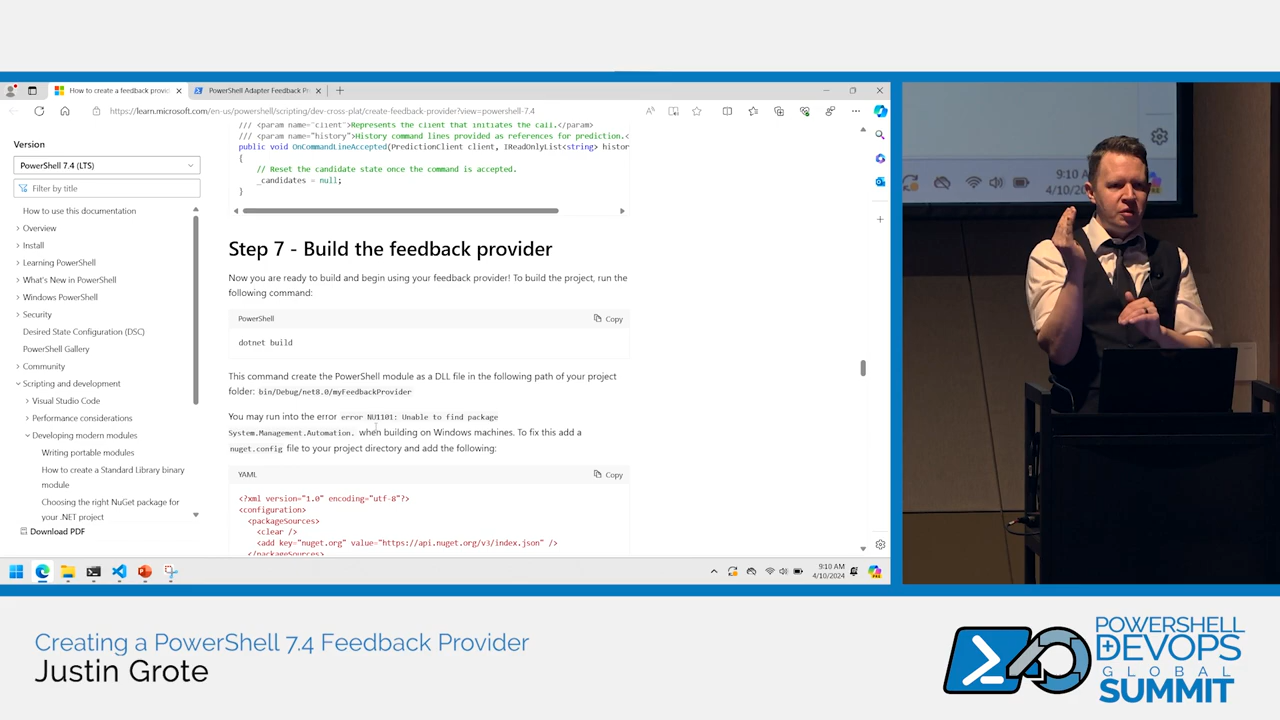 How to create a feedback provid
PowerShell Adapter Feedback Pr
https://learn.microsoft.com/en-us/powershell/scripting/dev-cross-plat/create-feedback-provider?view=powershell-7.4
Version
PowerShell 7.4 (LTS)
Filter by title
How to use this documentation
Overview
Install
Learning PowerShell
What's New in PowerShell
Windows PowerShell
Security
Desired State Configuration (DSC)
PowerShell Gallery
Community
Scripting and development
Visual Studio Code
Performance considerations
Developing modern modules
Writing portable modules
How to create a Standard Library binary
module
Choosing the right NuGet package for
your .NET project
Download PDF
/// <param name="client">Represents the client that initiates the call.</param>
/// <param name="history">History command lines provided as references for prediction.<
public void OnCommandLineAccepted(PredictionClient client, IReadOnlyList<string> histor
{
// Reset the candidate state once the command is accepted.
_candidates = null;
}
Step 7 - Build the feedback provider
Now you are ready to build and begin using your feedback provider! To build the project, run the
following command:
PowerShell
Copy
dotnet build
This command create the PowerShell module as a DLL file in the following path of your project
folder: bin/Debug/net8.0/myFeedbackProvider
You may run into the error error NU1101: Unable to find package
System.Management.Automation. when building on Windows machines. To fix this add a
nuget.config file to your project directory and add the following:
YAML
Copy
<?xml version="1.0" encoding="utf-8"?>
<configuration>
<packageSources>
<clear />
<add key="nuget.org" value="https://api.nuget.org/v3/index.json" />
</packageSources>
9:10 AM
4/10/2024
9:10
4/10/2
Creating a PowerShell 7.4 Feedback Provider
Justin Grote
POWERSHELL
DEVOPS
GLOBAL
SUMMIT